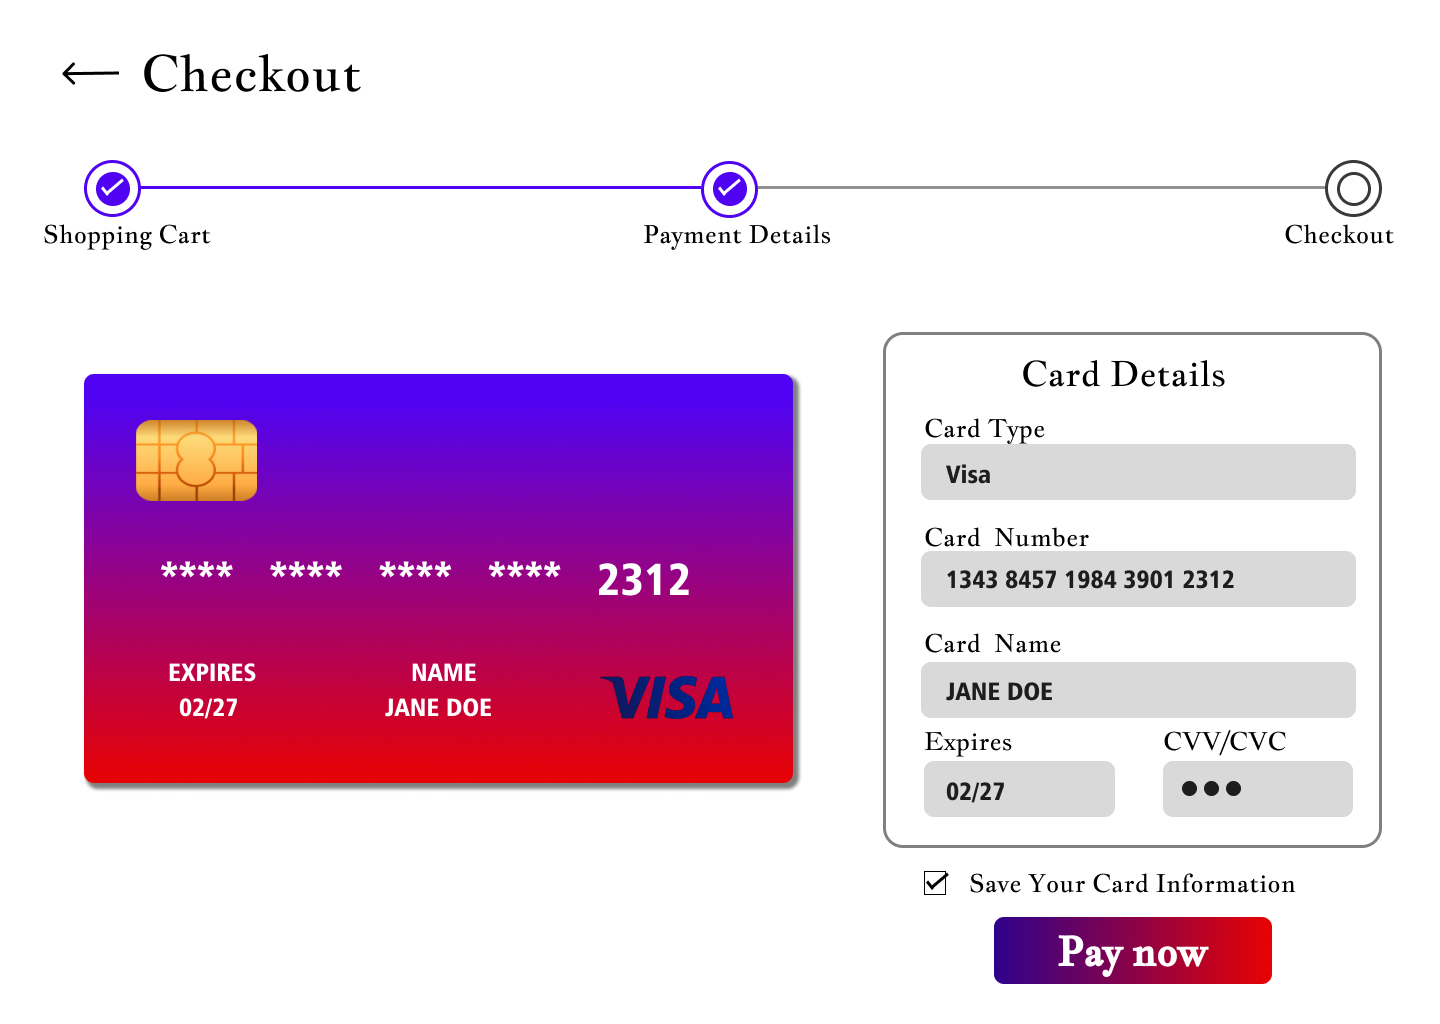 Checkout
Shopping Cart
Payment Details
Checkout
**** **** **** **** 2312
EXPIRES
02/27
NAME
JANE DOE
VISA
Card Details
Card Type
Visa
Card Number
1343 8457 1984 3901 2312
Card Name
JANE DOE
Expires
02/27
CVV/CVC
●●●
Save Your Card Information
Pay now